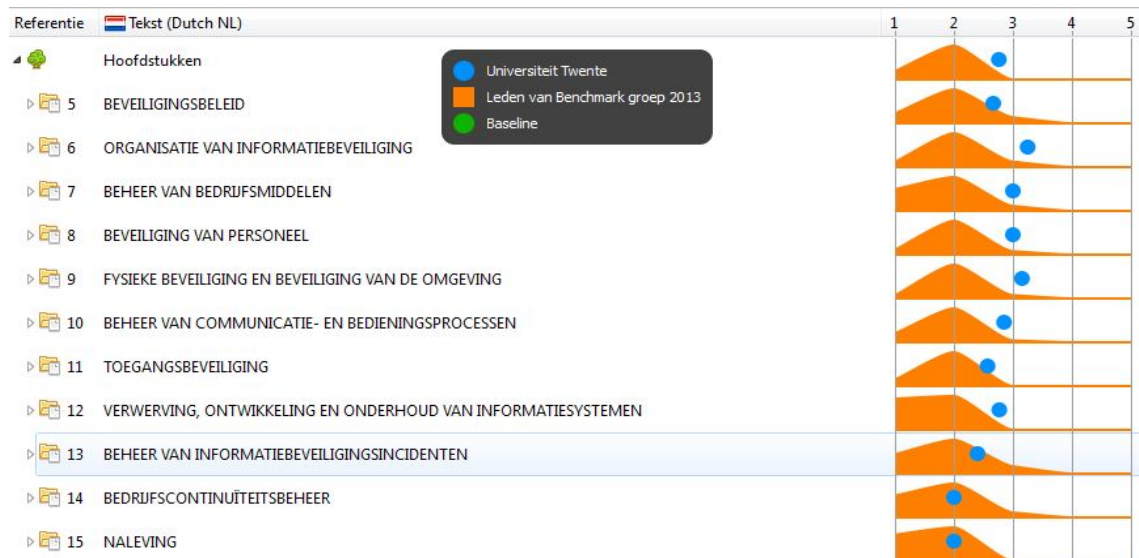 Referentie Tekst (Dutch NL) 1 2 3 4 5
Hoofdstukken
Universiteit Twente
Leden van Benchmark groep 2013
Baseline
5 BEVEILIGINGSBELEID
6 ORGANISATIE VAN INFORMATIEBEVEILIGING
7 BEHEER VAN BEDRIJFSMIDDELEN
8 BEVEILIGING VAN PERSONEEL
9 FYSIEKE BEVEILIGING EN BEVEILIGING VAN DE OMGEVING
10 BEHEER VAN COMMUNICATIE- EN BEDIENINGSPROCESSEN
11 TOEGANGSBEVEILIGING
12 VERWERVING, ONTWIKKELING EN ONDERHOUD VAN INFORMATIESYSTEMEN
13 BEHEER VAN INFORMATIEBEVEILIGINGSINCIDENTEN
14 BEDRIJFSCONTINUÏTEITSBEHEER
15 NALEVING